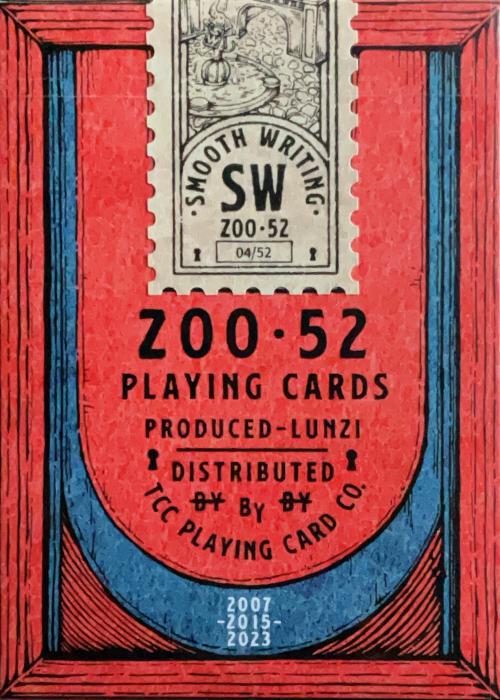 ·SMOOTH WRITING·
SW
ZOO·52
04/52
ZOO·52
PLAYING CARDS
PRODUCED-LUNZI
DISTRIBUTED
BY BY BY
TCC PLAYING CARD CO.
2007
-2015-
2023